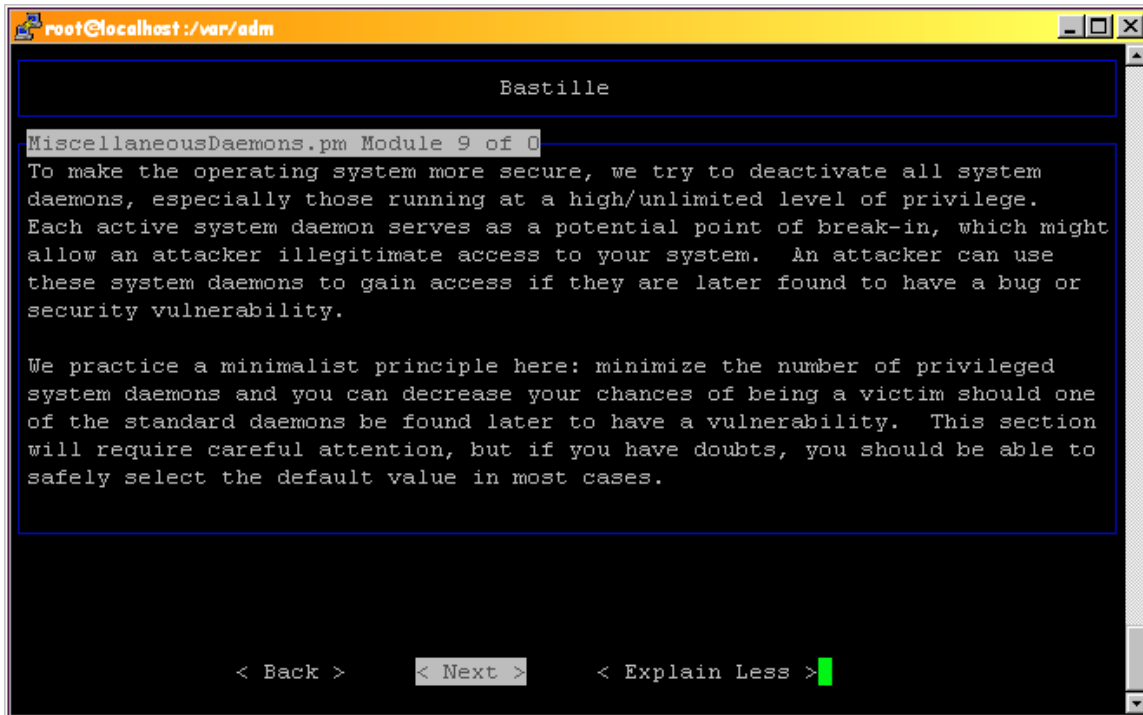 root@localhost:/var/adm
Bastille
MiscellaneousDaemons.pm Module 9 of 0
To make the operating system more secure, we try to deactivate all system
daemons, especially those running at a high/unlimited level of privilege.
Each active system daemon serves as a potential point of break-in, which might
allow an attacker illegitimate access to your system.  An attacker can use
these system daemons to gain access if they are later found to have a bug or
security vulnerability.
We practice a minimalist principle here: minimize the number of privileged
system daemons and you can decrease your chances of being a victim should one
of the standard daemons be found later to have a vulnerability.  This section
will require careful attention, but if you have doubts, you should be able to
safely select the default value in most cases.
< Back > < Next > < Explain Less >